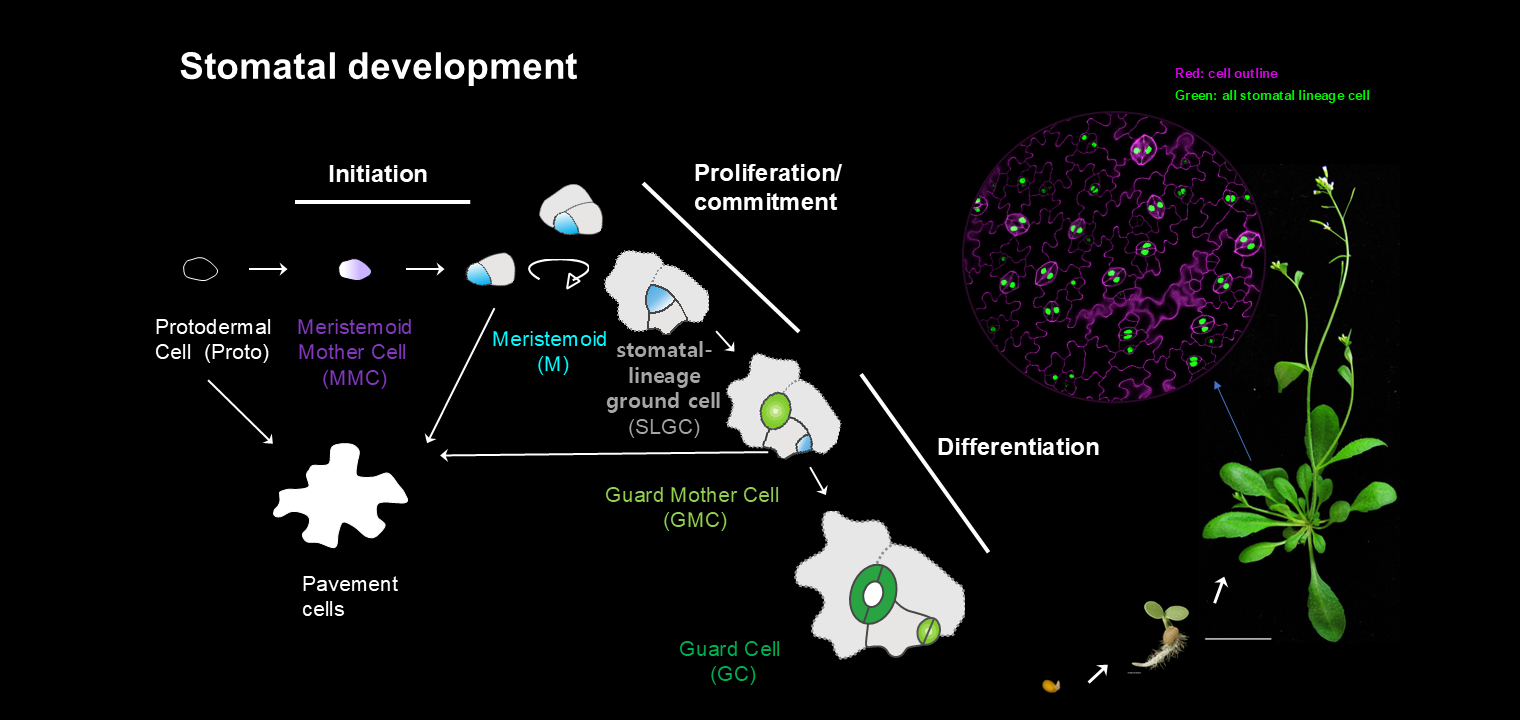 Stomatal development
Red: cell outline
Green: all stomatal lineage cell
Initiation
Proliferation/
commitment
Protodermal
Cell (Proto)
Meristemoid
Mother Cell
(MMC)
Meristemoid
(M)
stomatal-
lineage
ground cell
(SLGC)
Differentiation
Guard Mother Cell
(GMC)
Pavement
cells
Guard Cell
(GC)